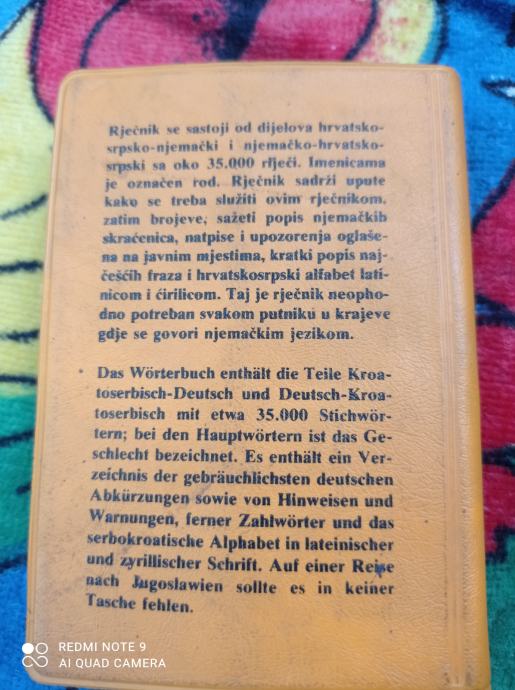 Rječnik se sastoji od dijelova hrvatsko-
srpsko-njemački i njemačko-hrvatsko-
srpski sa oko 35.000 riječi. Imenicama
je označen rod. Rječnik sadrži upute
kako se treba služiti ovim rječnikom,
zatim brojeve, sažeti popis njemačkih
skraćenica, natpise i upozorenja oglaše-
na na javnim mjestima, kratki popis naj-
češćih fraza i hrvatskosrpski alfabet lati-
nicom i ćirilicom. Taj je rječnik neopho-
dno potreban svakom putniku u krajeve
gdje se govori njemačkim jezikom.
Das Wörterbuch enthält die Teile Kroa-
toserbisch-Deutsch und Deutsch-Kroa-
toserbisch mit etwa 35.000 Stichwör-
tern; bei den Hauptwörtern ist das Ge-
schlecht bezeichnet. Es enthält ein Ver-
zeichnis der gebräuchlichsten deutschen
Abkürzungen sowie von Hinweisen und
Warnungen, ferner Zahlwörter und das
serbokroatische Alphabet in lateinischer
und zyrillischer Schrift. Auf einer Reise
nach Jugoslawien sollte es in keiner
Tasche fehlen.
REDMI NOTE 9
AI QUAD CAMERA